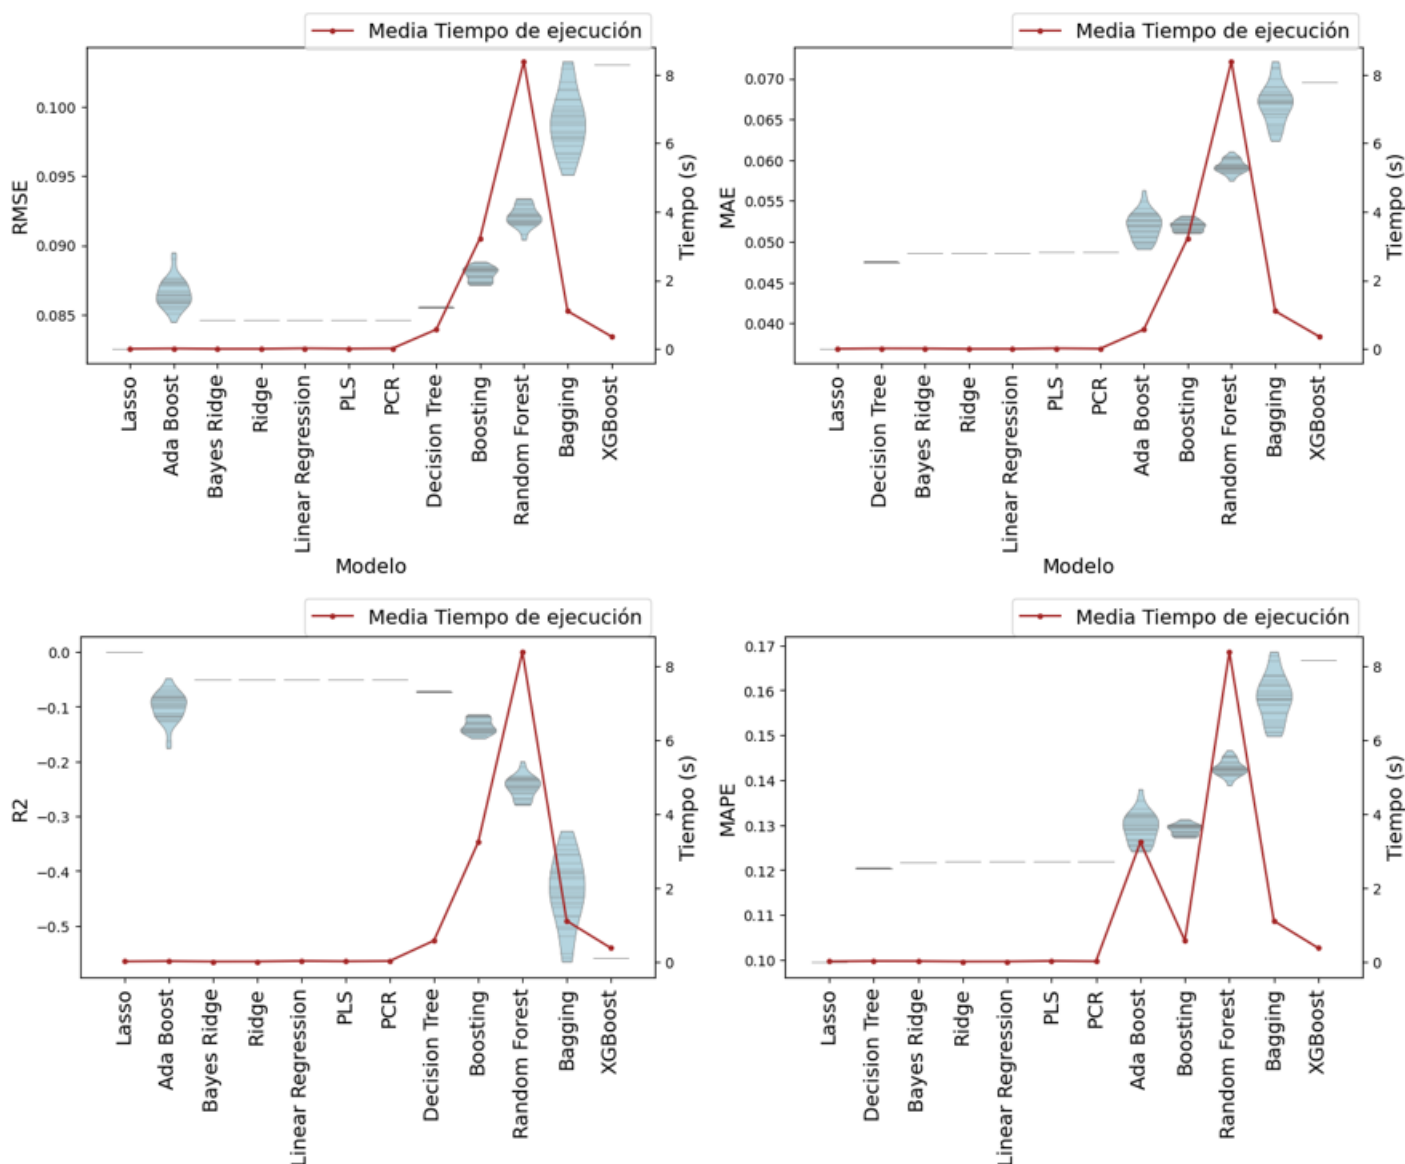 Media Tiempo de ejecución
RMSE
0.100
0.095
0.090
0.085
8
6
4
2
0
Tiempo (s)
Lasso
Ada Boost
Bayes Ridge
Ridge
Linear Regression
PLS
PCR
Decision Tree
Boosting
Random Forest
Bagging
XGBoost
Modelo
Media Tiempo de ejecución
MAE
0.070
0.065
0.060
0.055
0.050
0.045
0.040
8
6
4
2
0
Tiempo (s)
Lasso
Decision Tree
Bayes Ridge
Ridge
Linear Regression
PLS
PCR
Ada Boost
Boosting
Random Forest
Bagging
XGBoost
Modelo
Media Tiempo de ejecución
R2
0.0
−0.1
−0.2
−0.3
−0.4
−0.5
8
6
4
2
0
Tiempo (s)
Lasso
Ada Boost
Bayes Ridge
Ridge
Linear Regression
PLS
PCR
Decision Tree
Boosting
Random Forest
Bagging
XGBoost
Media Tiempo de ejecución
MAPE
0.17
0.16
0.15
0.14
0.13
0.12
0.11
0.10
8
6
4
2
0
Tiempo (s)
Lasso
Decision Tree
Bayes Ridge
Ridge
Linear Regression
PLS
PCR
Ada Boost
Boosting
Random Forest
Bagging
XGBoost